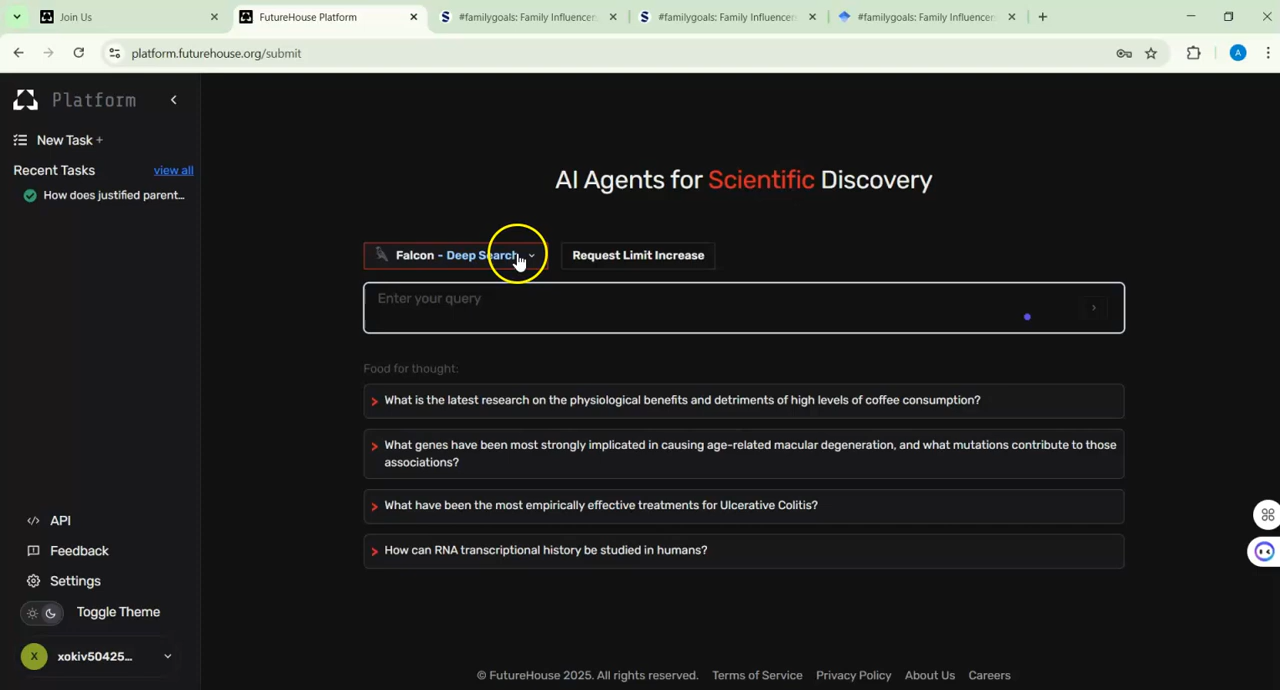 Join Us
FutureHouse Platform
#familygoals: Family Influencer
#familygoals: Family Influencer
#familygoals: Family Influencer
platform.futurehouse.org/submit
A
Platform
New Task +
Recent Tasks view all
How does justified parent...
AI Agents for Scientific Discovery
Falcon - Deep Search
Request Limit Increase
Enter your query
Food for thought:
What is the latest research on the physiological benefits and detriments of high levels of coffee consumption?
What genes have been most strongly implicated in causing age-related macular degeneration, and what mutations contribute to those
associations?
What have been the most empirically effective treatments for Ulcerative Colitis?
How can RNA transcriptional history be studied in humans?
API
Feedback
Settings
Toggle Theme
X xokiv50425...
© FutureHouse 2025. All rights reserved. Terms of Service Privacy Policy About Us Careers